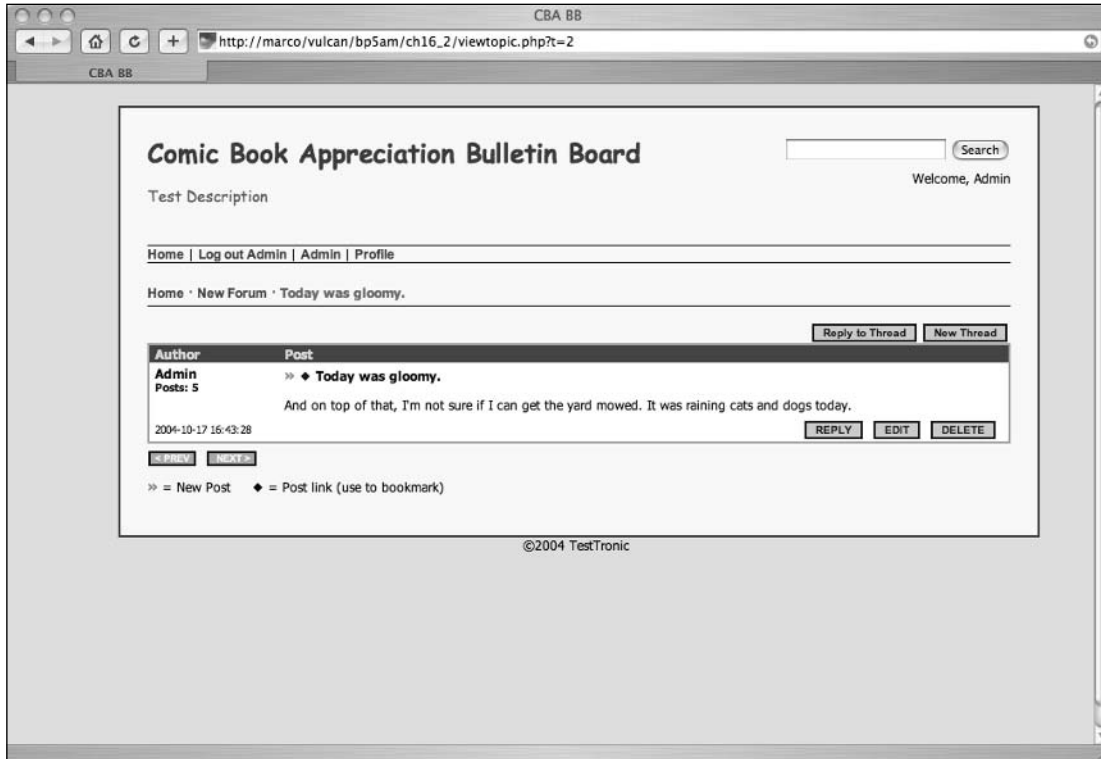 CBA BB
http://marco/vulcan/bp5am/ch16_2/viewtopic.php?t=2
CBA BB
Comic Book Appreciation Bulletin Board
Search
Welcome, Admin
Test Description
Home | Log out Admin | Admin | Profile
Home · New Forum · Today was gloomy.
Reply to Thread New Thread
Author Post
Admin
Posts: 5
» ◆ Today was gloomy.
And on top of that, I'm not sure if I can get the yard mowed. It was raining cats and dogs today.
2004-10-17 16:43:28
REPLY EDIT DELETE
< PREV NEXT >
» = New Post ◆ = Post link (use to bookmark)
©2004 TestTronic